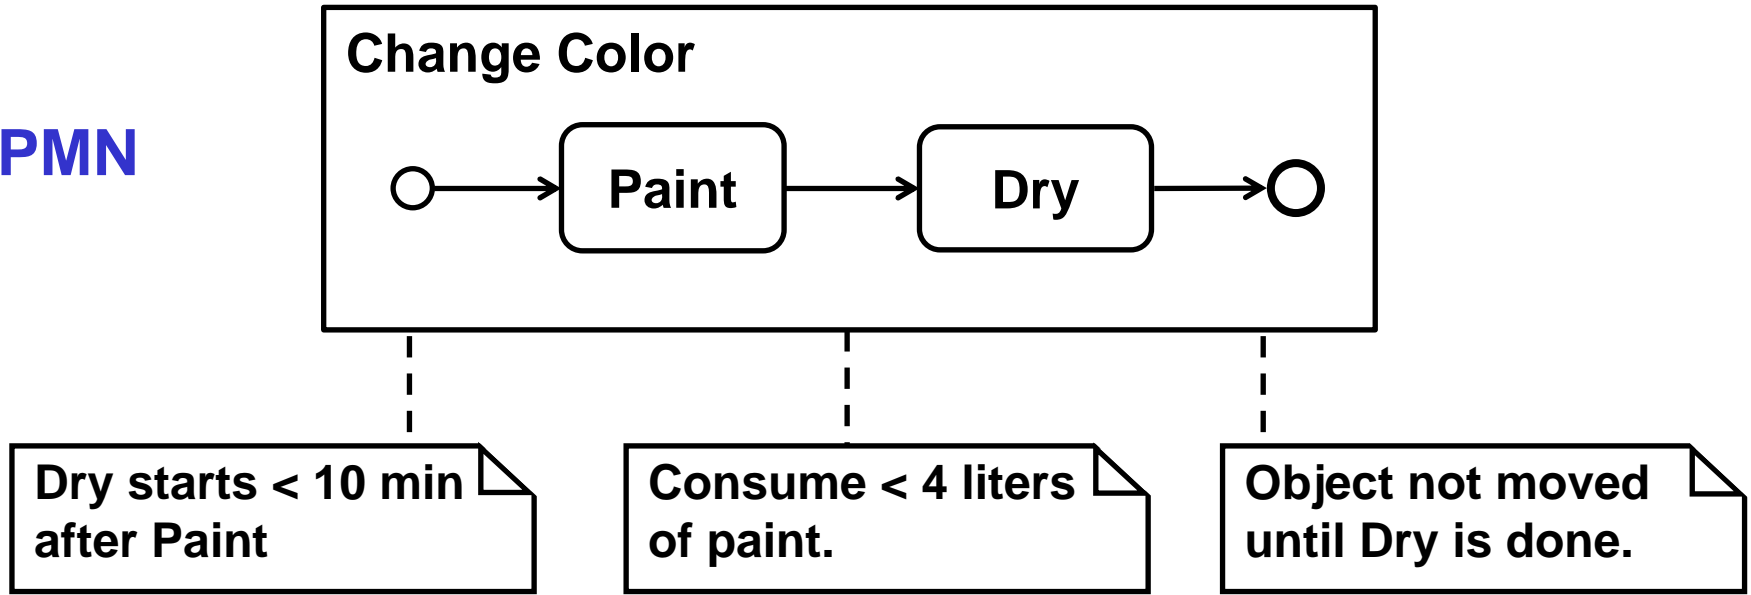 Change Color
PMN
Paint
Dry
Dry starts < 10 min
after Paint
Consume < 4 liters
of paint.
Object not moved
until Dry is done.